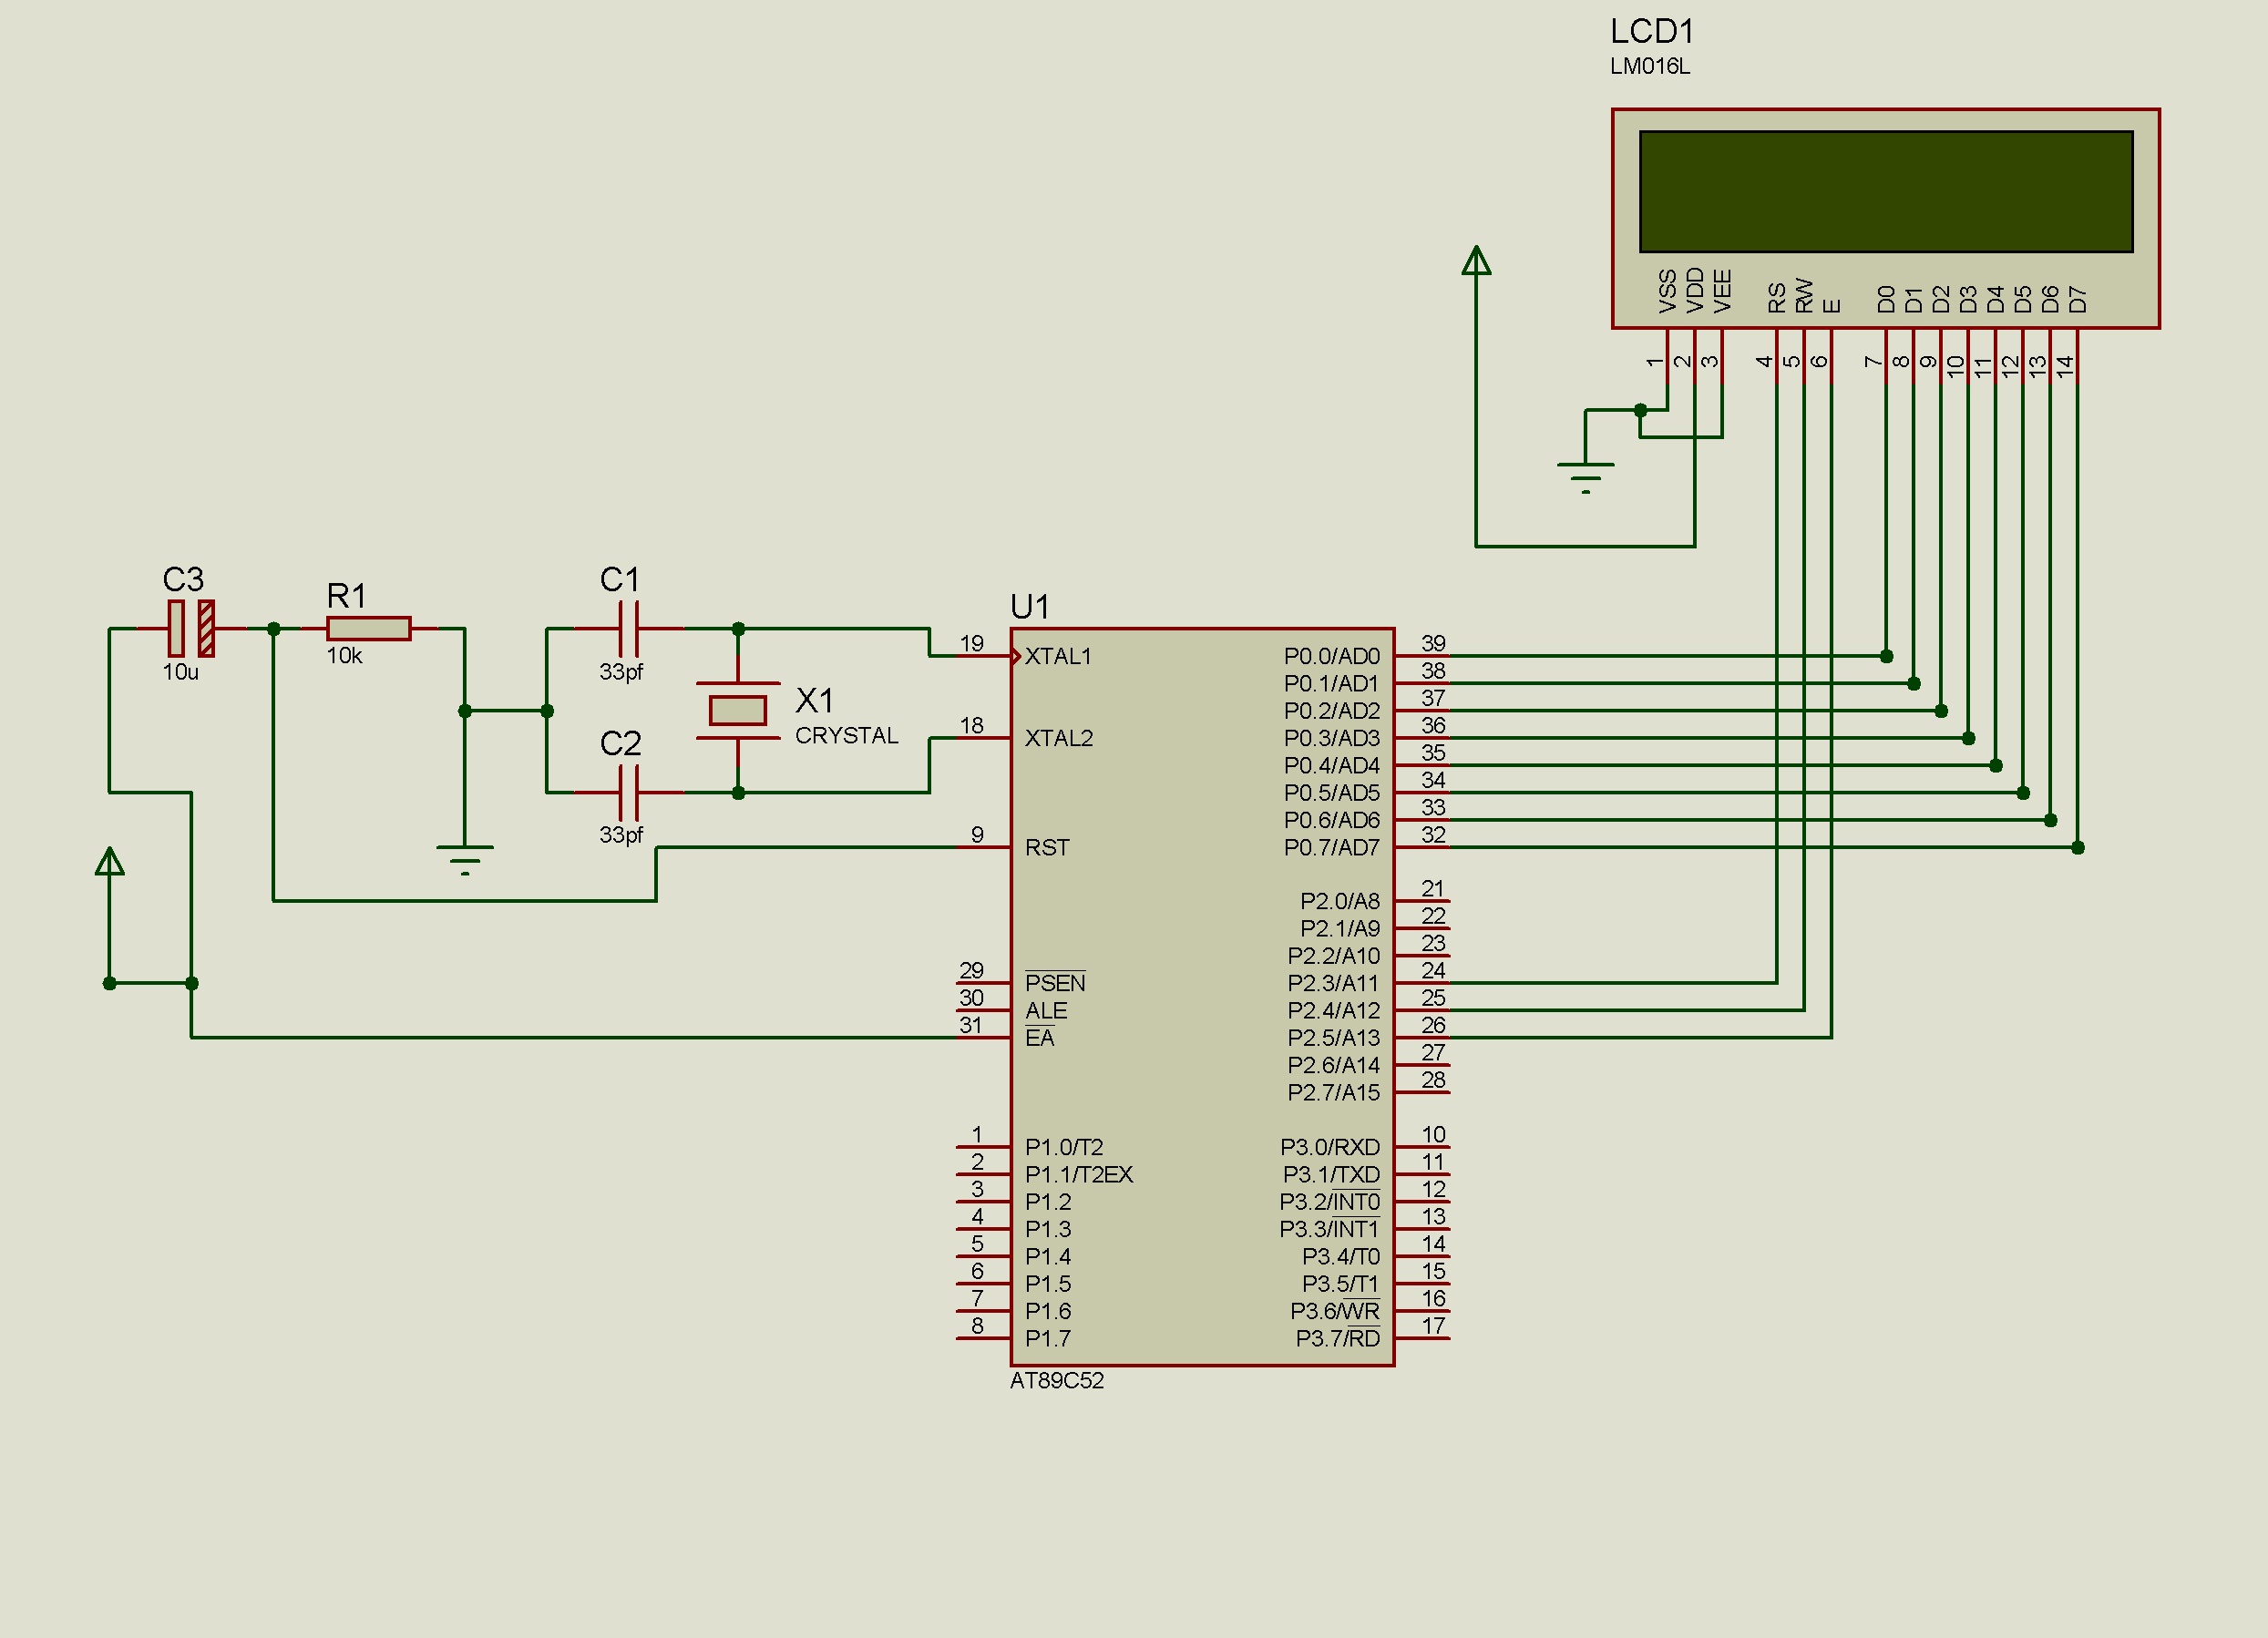 LCD1
LM016L
VSS
VDD
VEE
RS
RW
E
D0
D1
D2
D3
D4
D5
D6
D7
1
2
3
4
5
6
7
8
9
10
11
12
13
14
C3
10u
R1
10k
C1
33pf
C2
33pf
X1
CRYSTAL
U1
19 XTAL1
18 XTAL2
9 RST
29 PSEN
30 ALE
31 EA
1 P1.0/T2
2 P1.1/T2EX
3 P1.2
4 P1.3
5 P1.4
6 P1.5
7 P1.6
8 P1.7
P0.0/AD0 39
P0.1/AD1 38
P0.2/AD2 37
P0.3/AD3 36
P0.4/AD4 35
P0.5/AD5 34
P0.6/AD6 33
P0.7/AD7 32
P2.0/A8 21
P2.1/A9 22
P2.2/A10 23
P2.3/A11 24
P2.4/A12 25
P2.5/A13 26
P2.6/A14 27
P2.7/A15 28
P3.0/RXD 10
P3.1/TXD 11
P3.2/INT0 12
P3.3/INT1 13
P3.4/T0 14
P3.5/T1 15
P3.6/WR 16
P3.7/RD 17
AT89C52